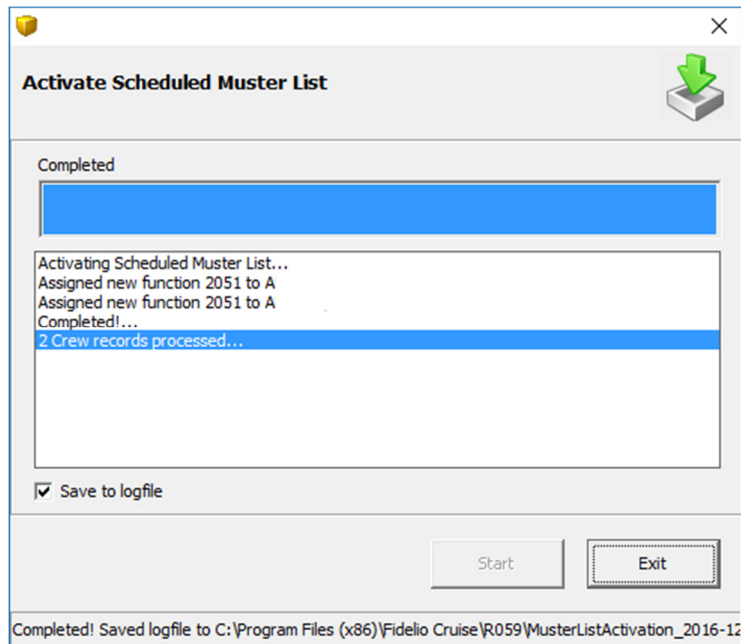 Activate Scheduled Muster List
Completed
Activating Scheduled Muster List...
Assigned new function 2051 to A
Assigned new function 2051 to A
Completed!...
2 Crew records processed...
Save to logfile
Start
Exit
Completed! Saved logfile to C:\Program Files (x86)\Fidelio Cruise\R059\MusterListActivation_2016-12